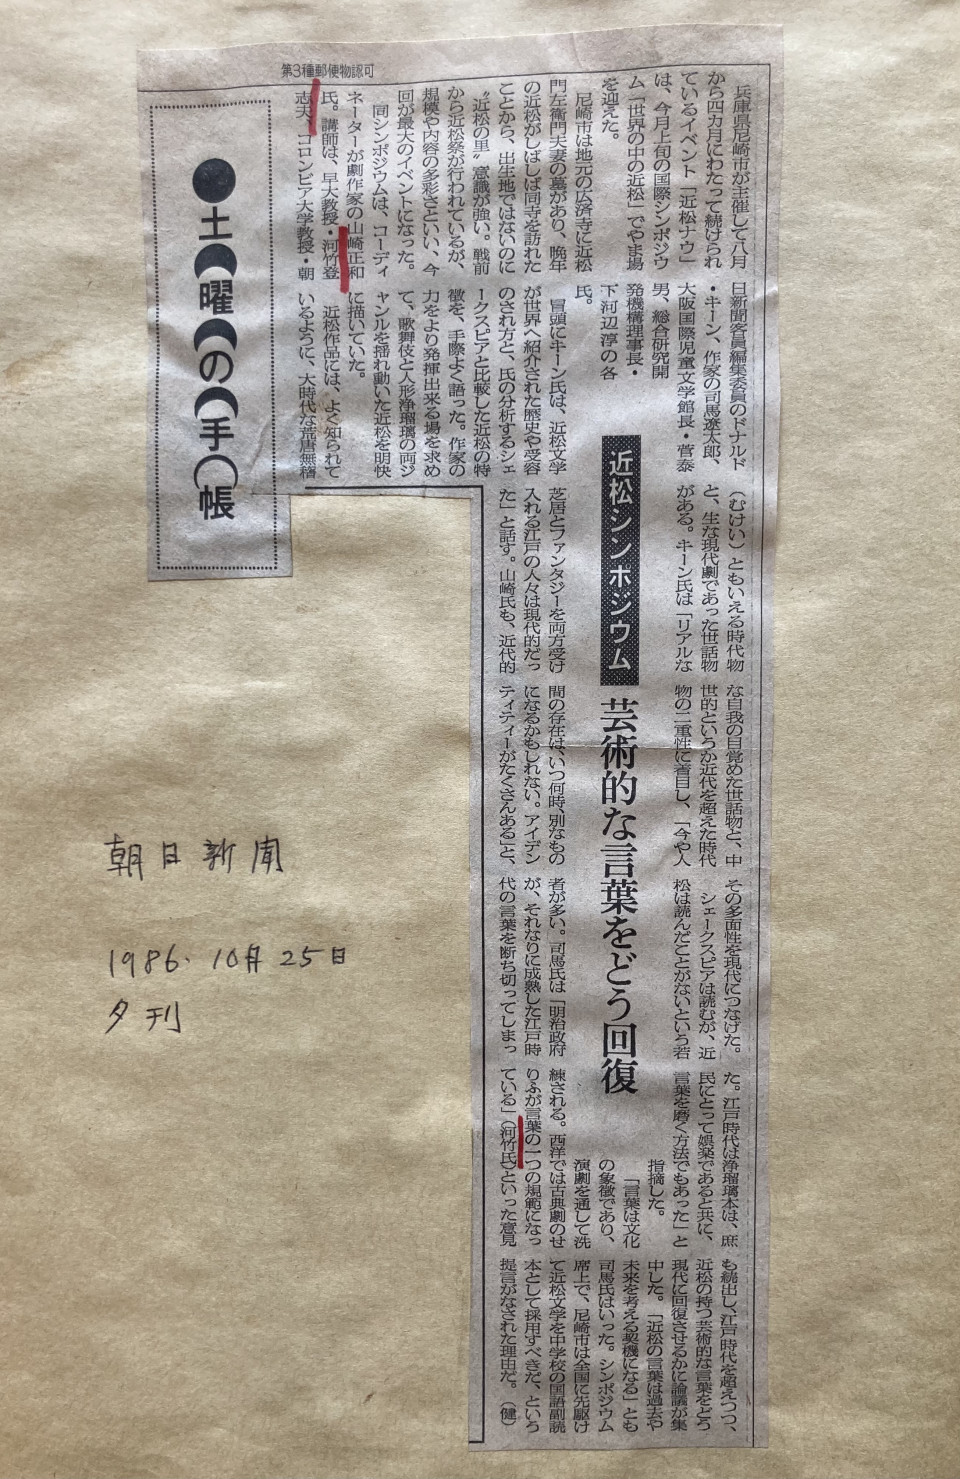 第3種郵便物認可
土曜の手帳
近松シンポジウム
芸術的な言葉をどう回復
兵庫県尼崎市が主催して八月
から四カ月にわたって続けられ
ているイベント「近松ナウ」
は、今月上旬の国際シンポジウ
ム「世界の中の近松」でやま場
を迎えた。
尼崎市は地元の広済寺に近松
門左衛門夫妻の墓があり、晩年
の近松がしばしば同寺を訪れた
ことから、出生地ではないのに
“近松の里”意識が強い。戦前
から近松祭が行われているが、
規模や内容の多彩さといい、今
回が最大のイベントになった。
同シンポジウムは、コーディ
ネーターが劇作家の山崎正和
氏。講師は、早大教授・河竹登
志夫、コロンビア大学教授・朝
日新聞客員編集委員のドナルド
・キーン、作家の司馬遼太郎、
大阪国際児童文学館長・菅泰
男、総合研究開
発機構理事長・
下河辺淳の各
氏。
冒頭にキーン氏は、近松文学
が世界へ紹介された歴史や受容
のされ方と、氏の分析するシェ
ークスピアと比較した近松の特
徴を、手際よく語った。作家の
力をより発揮出来る場を求め
て、歌舞伎と人形浄瑠璃の両ジ
ャンルを揺れ動いた近松を明快
に描いていた。
近松作品には、よく知られて
いるように、大時代な荒唐無稽
（むけい）ともいえる時代物
と、生な現代劇であった世話物
がある。キーン氏は「リアルな
芝居とファンタジーを両方受け
入れる江戸の人々は現代的だっ
た」と話す。山崎氏も、近代的
な自我の目覚めた世話物と、中
世的というか近代を超えた時代
物の二重性に着目し、「今や人
間の存在は、いつ何時、別なもの
になるかもしれない。アイデン
ティティーがたくさんある」と、
その多面性を現代につなげた。
シェークスピアは読むが、近
松は読んだことがないという若
者が多い。司馬氏は「明治政府
が、それなりに成熟した江戸時
代の言葉を断ち切ってしまっ
た。江戸時代は浄瑠璃本は、庶
民にとって娯楽であると共に、
言葉を磨く方法でもあった」と
指摘した。
「言葉は文化
の象徴であり、
演劇を通して洗
練される。西洋では古典劇のせ
りふが言葉の一つの規範になっ
ている」（河竹氏）といった意見
も続出し、江戸時代を超えつつ、
近松の持つ芸術的な言葉をどう
現代に回復させるかに論議が集
中した。「近松の言葉は過去や
未来を考える契機になる」とも
司馬氏はいった。シンポジウム
席上で、尼崎市は全国に先駆け
て近松文学を中学校の国語副読
本として採用すべきだ、という
提言がなされた理由だ。（健）
朝日新聞
1986.10月25日
夕刊